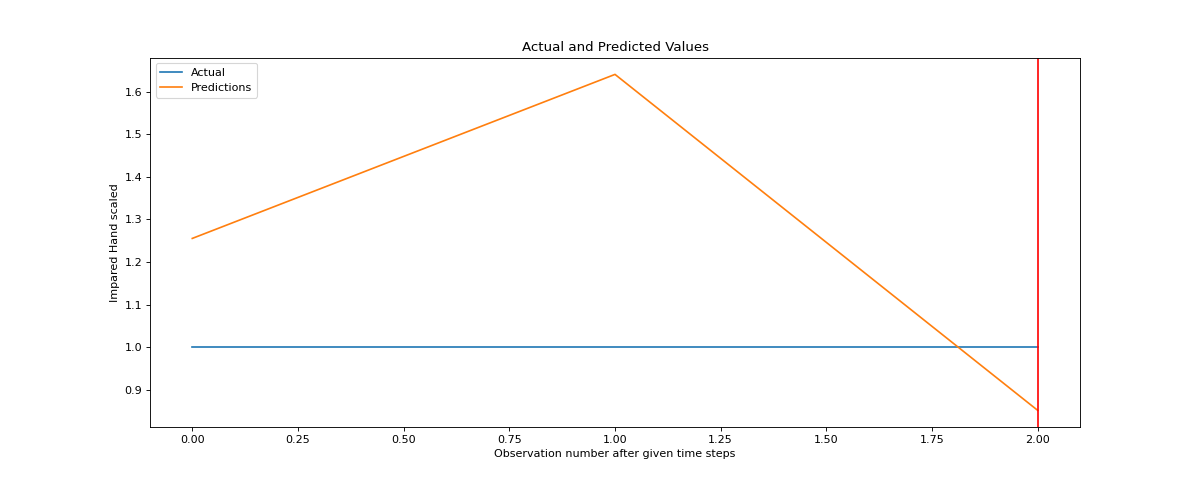 Actual and Predicted Values
Actual
Predictions
Impared Hand scaled
1.6
1.5
1.4
1.3
1.2
1.1
1.0
0.9
0.00 0.25 0.50 0.75 1.00 1.25 1.50 1.75 2.00
Observation number after given time steps